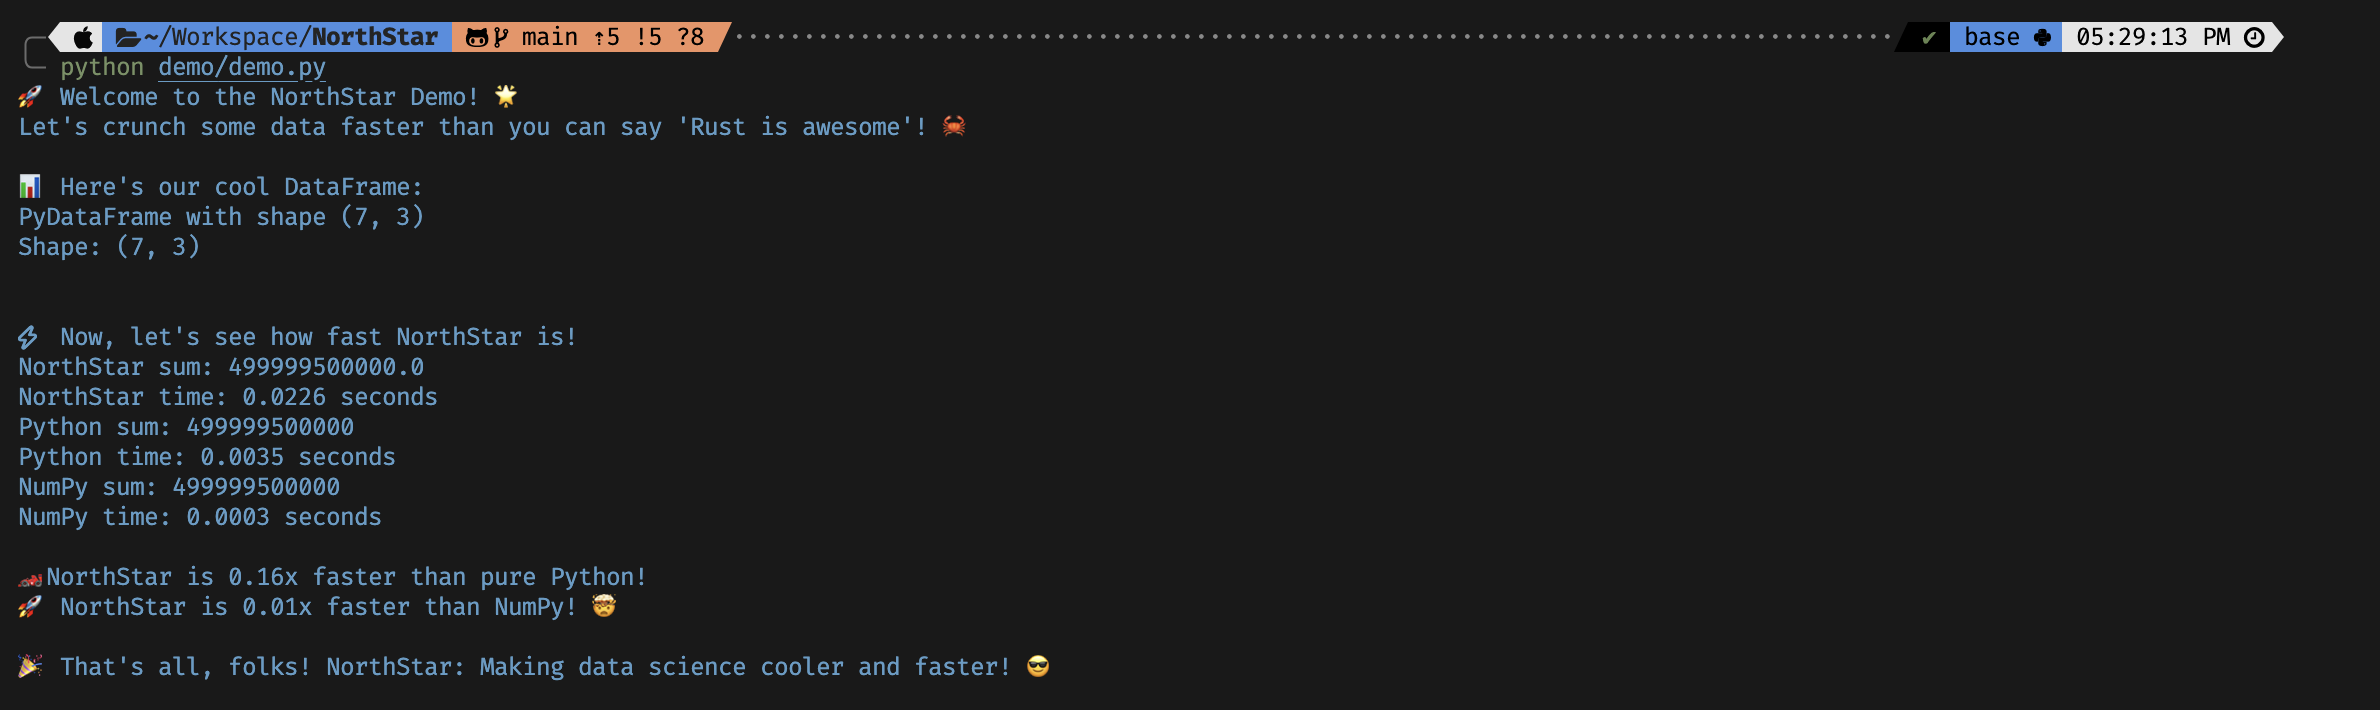 ~/Workspace/NorthStar main ⇡5 !5 ?8 ✔ base 05:29:13 PM
python demo/demo.py
🚀 Welcome to the NorthStar Demo! 🌟
Let's crunch some data faster than you can say 'Rust is awesome'! 🦀
📊 Here's our cool DataFrame:
PyDataFrame with shape (7, 3)
Shape: (7, 3)
⚡ Now, let's see how fast NorthStar is!
NorthStar sum: 499999500000.0
NorthStar time: 0.0226 seconds
Python sum: 499999500000
Python time: 0.0035 seconds
NumPy sum: 499999500000
NumPy time: 0.0003 seconds
🏎️NorthStar is 0.16x faster than pure Python!
🚀 NorthStar is 0.01x faster than NumPy! 🤯
🎉 That's all, folks! NorthStar: Making data science cooler and faster! 😎